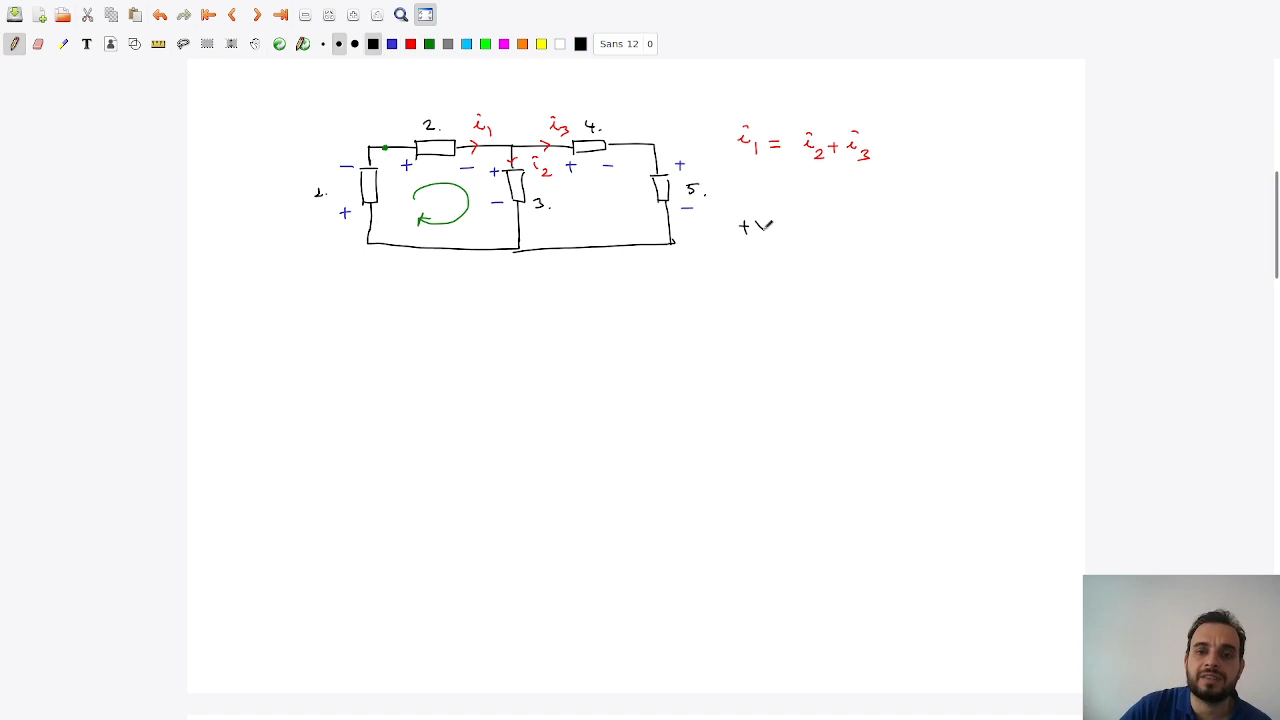 Sans 12 0
2. i₁ i₃ 4.
i₁ = i₂ + i₃
− + − + i₂ + − +
1. 5.
+ − 3. −
+ V